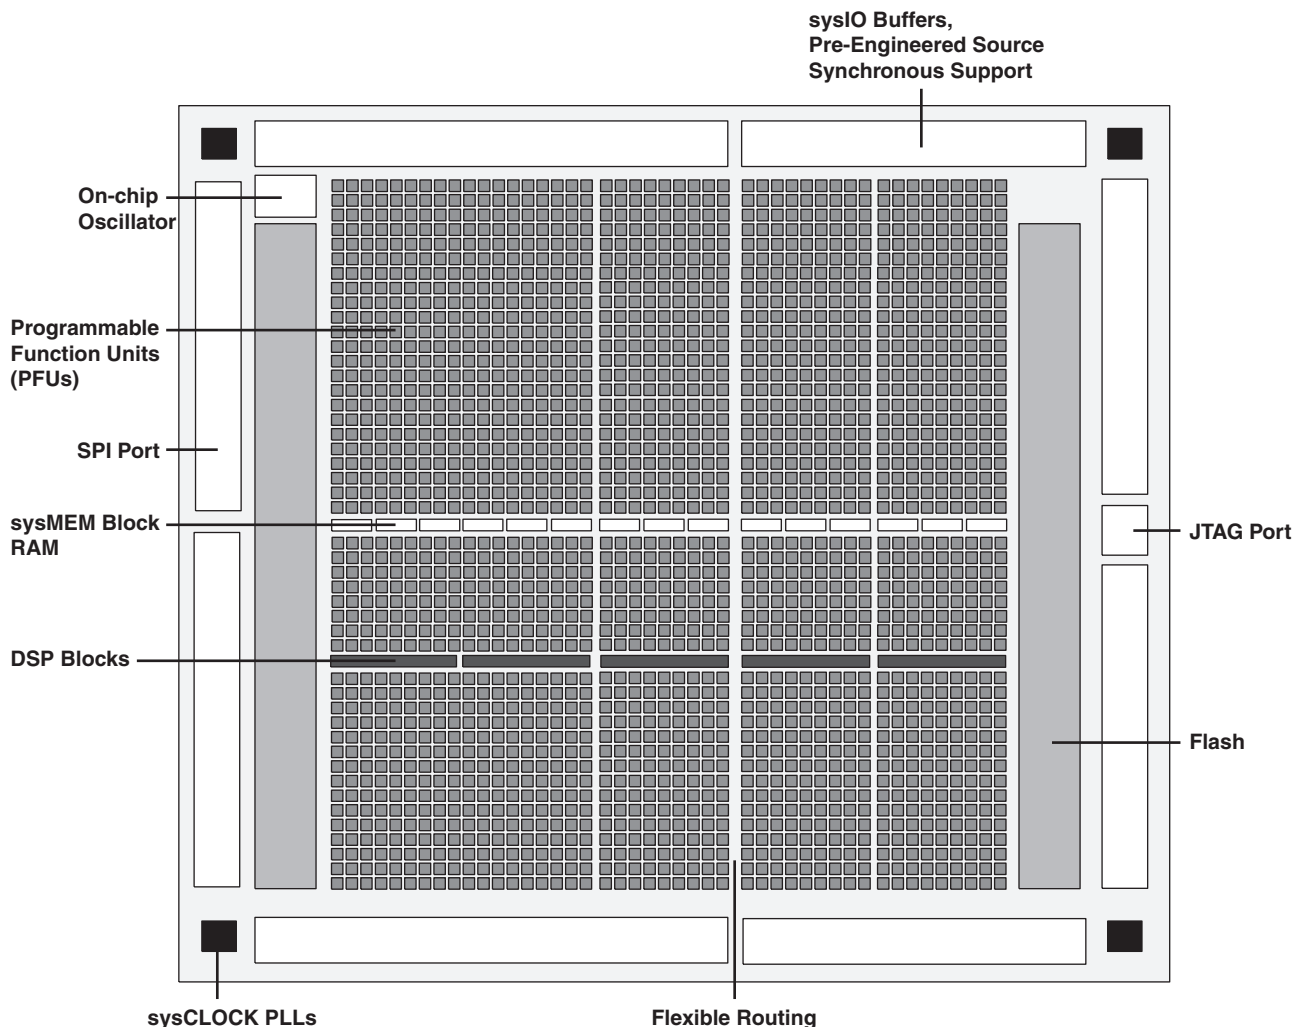 sysIO Buffers,
Pre-Engineered Source
Synchronous Support
On-chip
Oscillator
Programmable
Function Units
(PFUs)
SPI Port
sysMEM Block
RAM
JTAG Port
DSP Blocks
Flash
sysCLOCK PLLs
Flexible Routing